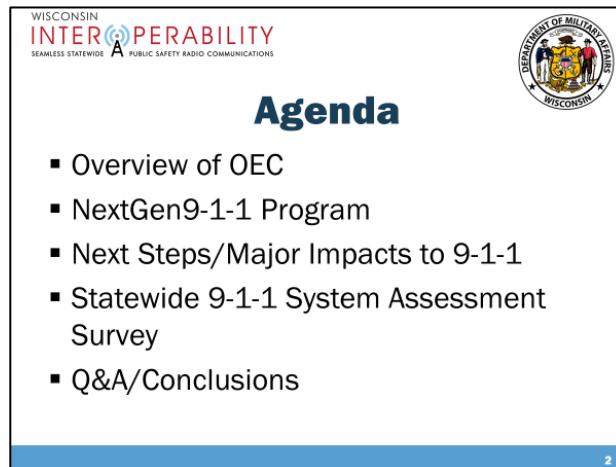 WISCONSIN
INTEROPERABILITY
SEAMLESS STATEWIDE PUBLIC SAFETY RADIO COMMUNICATIONS
DEPARTMENT OF MILITARY AFFAIRS
WISCONSIN
Agenda
▪ Overview of OEC
▪ NextGen9-1-1 Program
▪ Next Steps/Major Impacts to 9-1-1
▪ Statewide 9-1-1 System Assessment
Survey
▪ Q&A/Conclusions
2